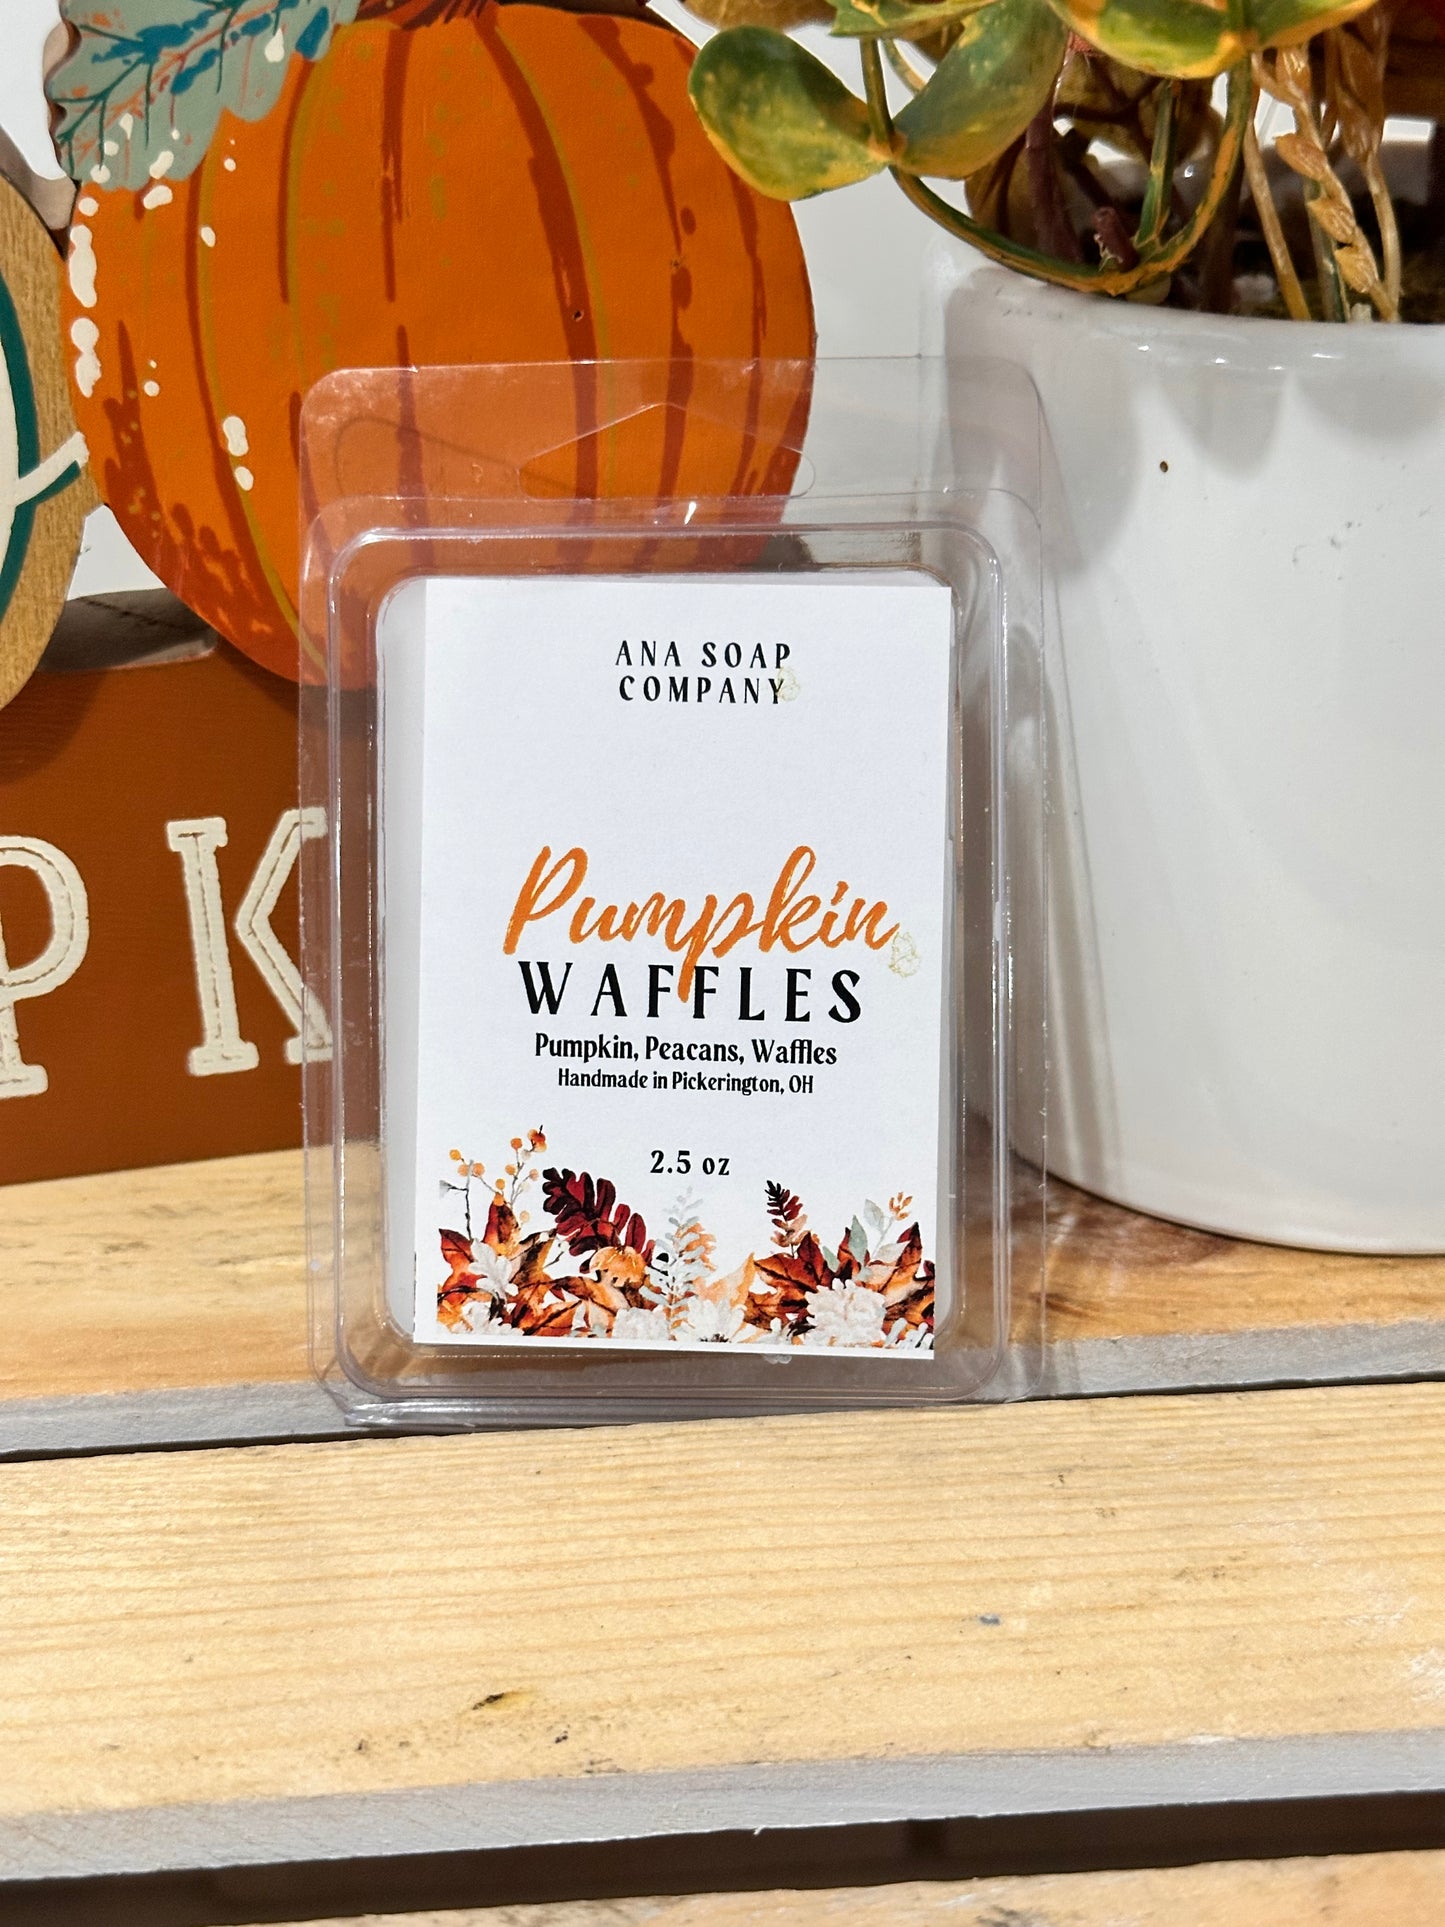 P K
ANA SOAP
COMPANY
Pumpkin
WAFFLES
Pumpkin, Peacans, Waffles
Handmade in Pickerington, OH
2.5 oz